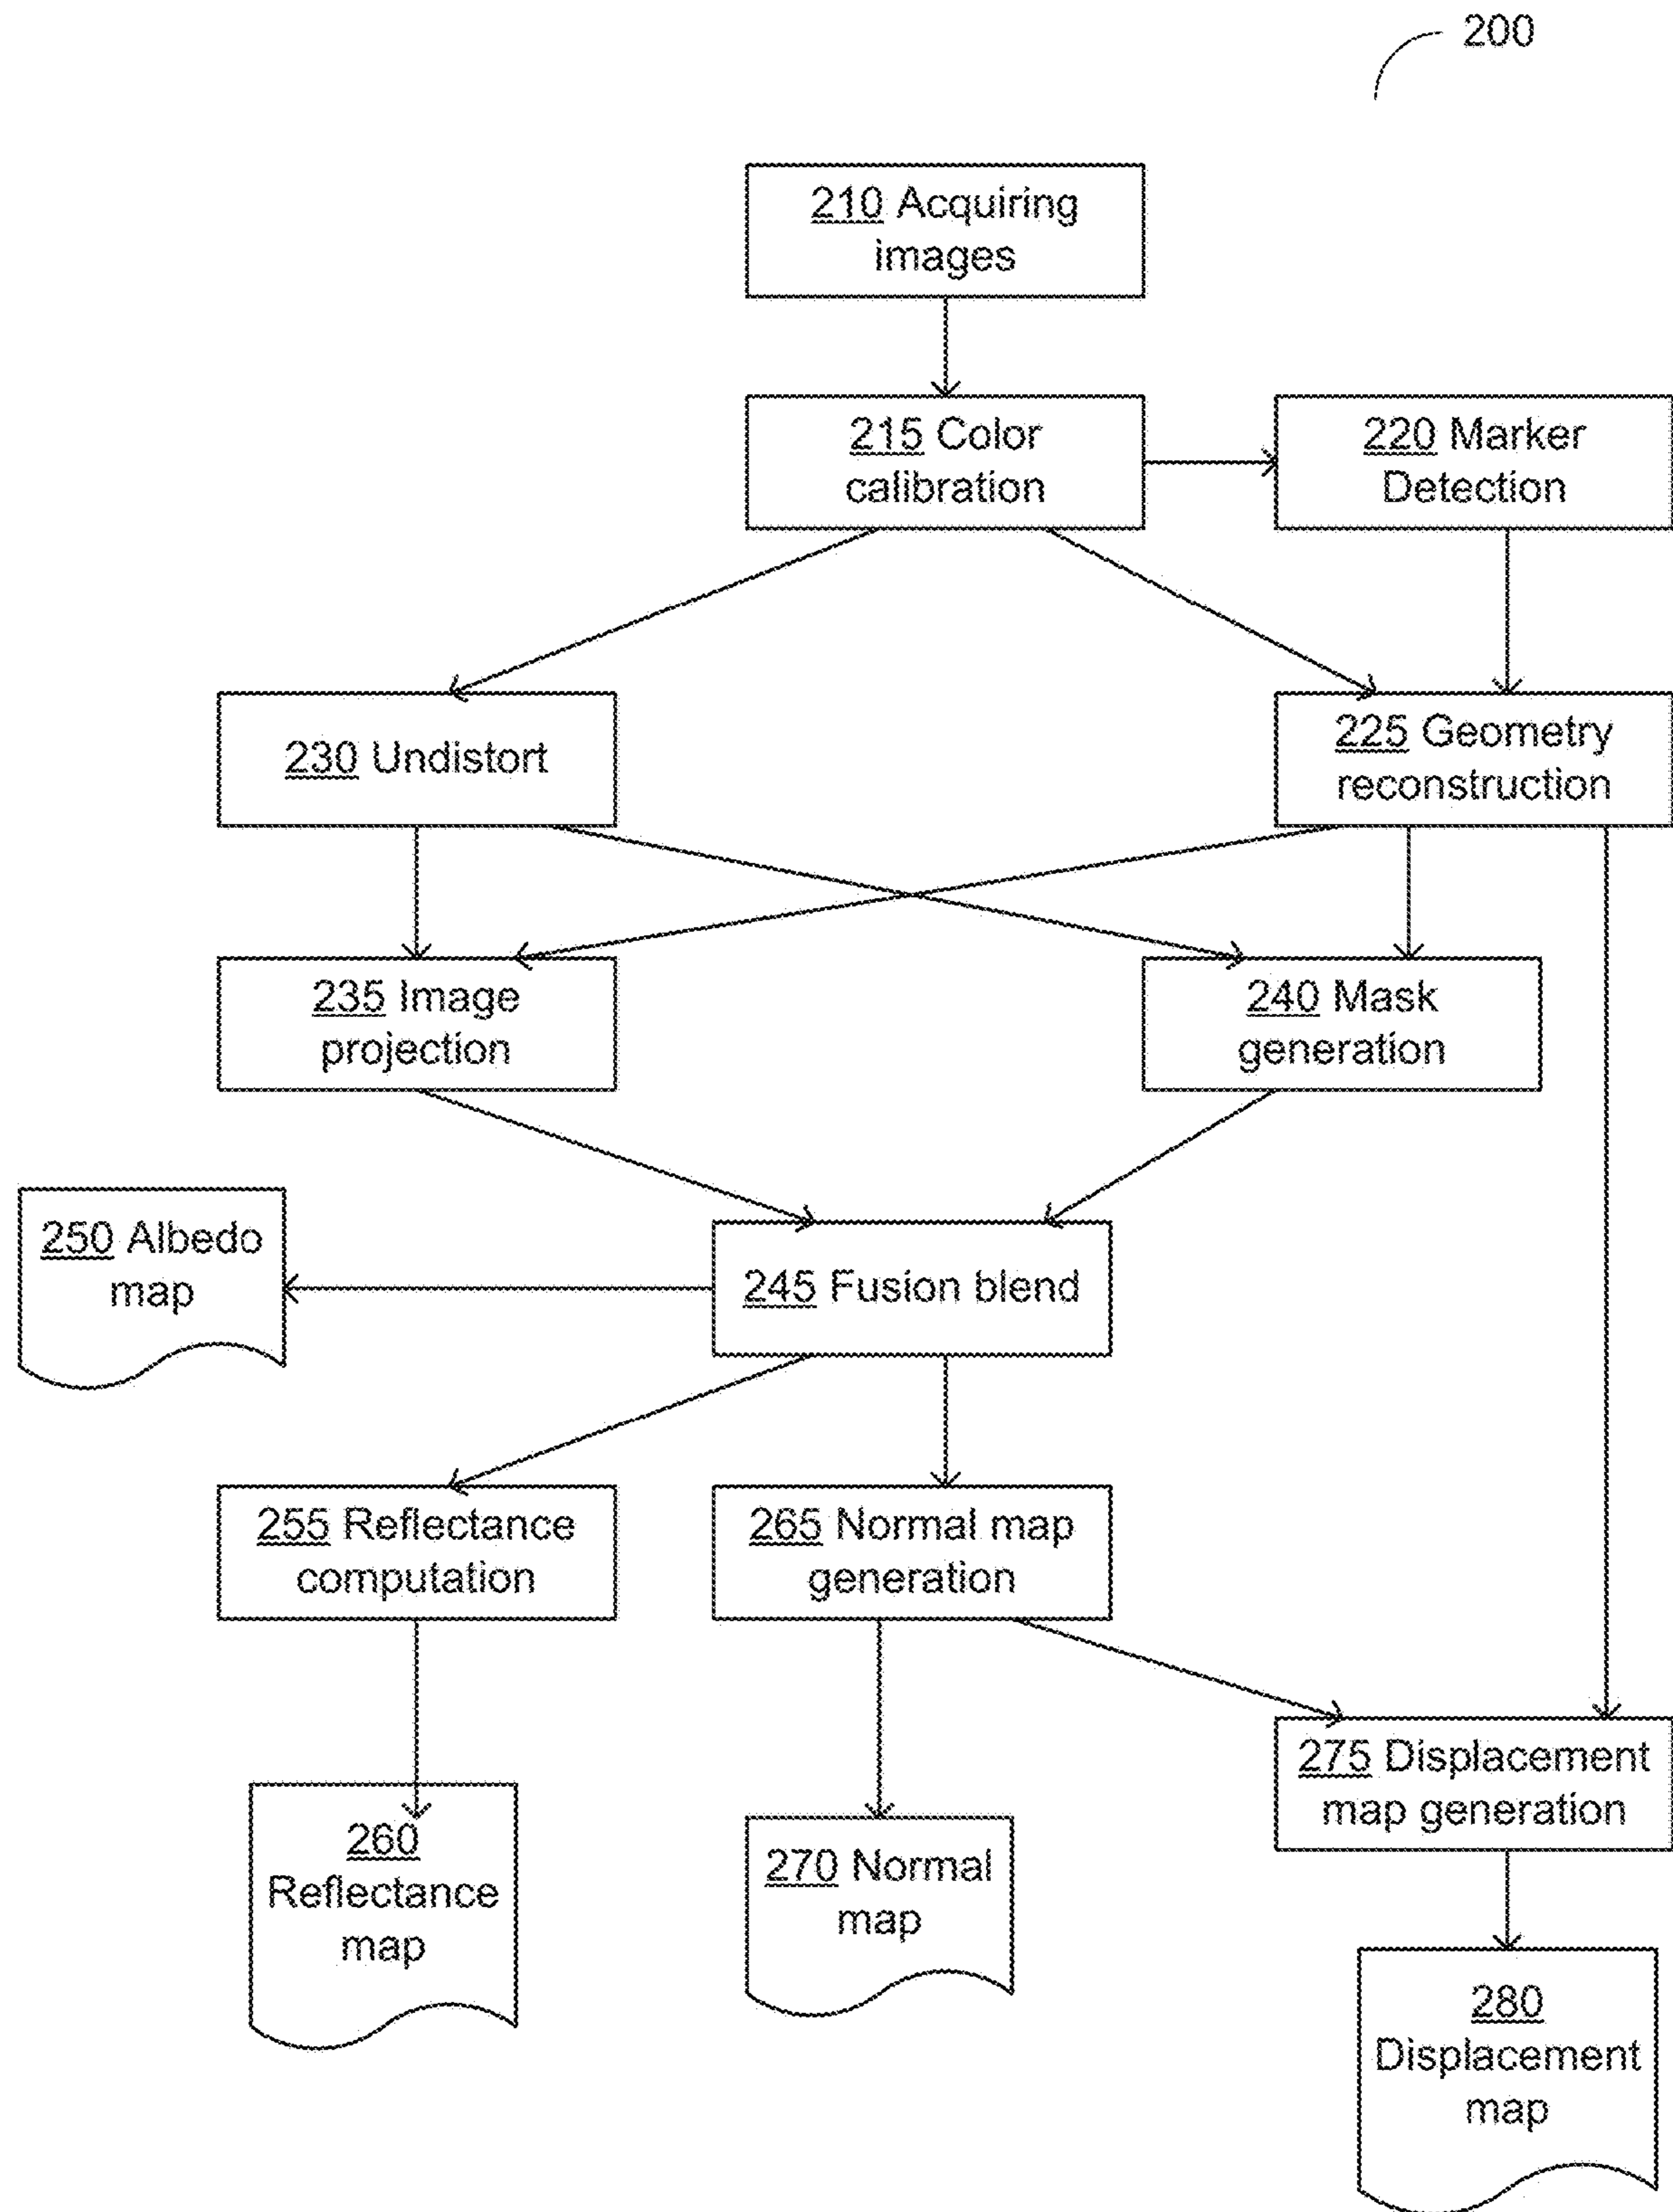 200
210 Acquiring
images
215 Color
calibration
220 Marker
Detection
230 Undistort
225 Geometry
reconstruction
235 Image
projection
240 Mask
generation
250 Albedo
map
245 Fusion blend
255 Reflectance
computation
265 Normal map
generation
275 Displacement
map generation
260
Reflectance
map
270 Normal
map
280
Displacement
map